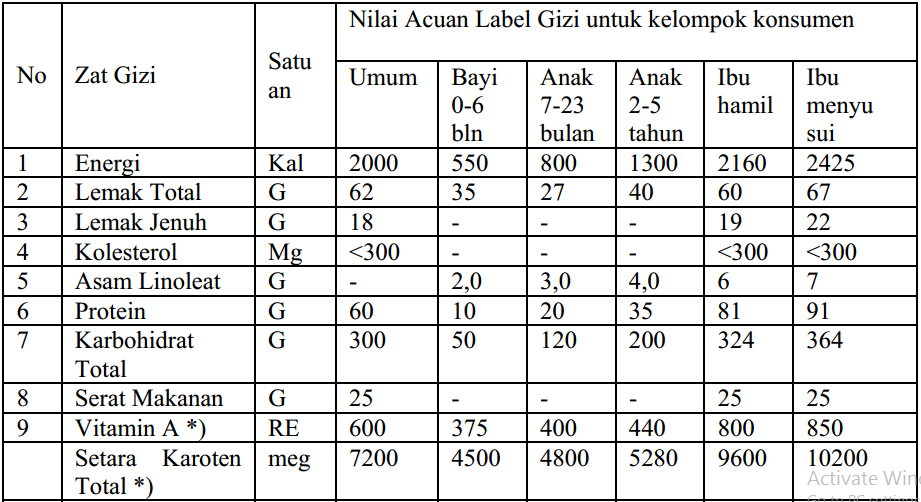 No Zat Gizi Satu an Nilai Acuan Label Gizi untuk kelompok konsumen
Umum Bayi 0-6 bln Anak 7-23 bulan Anak 2-5 tahun Ibu hamil Ibu menyu sui
1 Energi Kal 2000 550 800 1300 2160 2425
2 Lemak Total G 62 35 27 40 60 67
3 Lemak Jenuh G 18 - - - 19 22
4 Kolesterol Mg <300 - - - <300 <300
5 Asam Linoleat G - 2,0 3,0 4,0 6 7
6 Protein G 60 10 20 35 81 91
7 Karbohidrat Total G 300 50 120 200 324 364
8 Serat Makanan G 25 - - - 25 25
9 Vitamin A *) RE 600 375 400 440 800 850
Setara Karoten Total *) meg 7200 4500 4800 5280 9600 10200
Activate Win